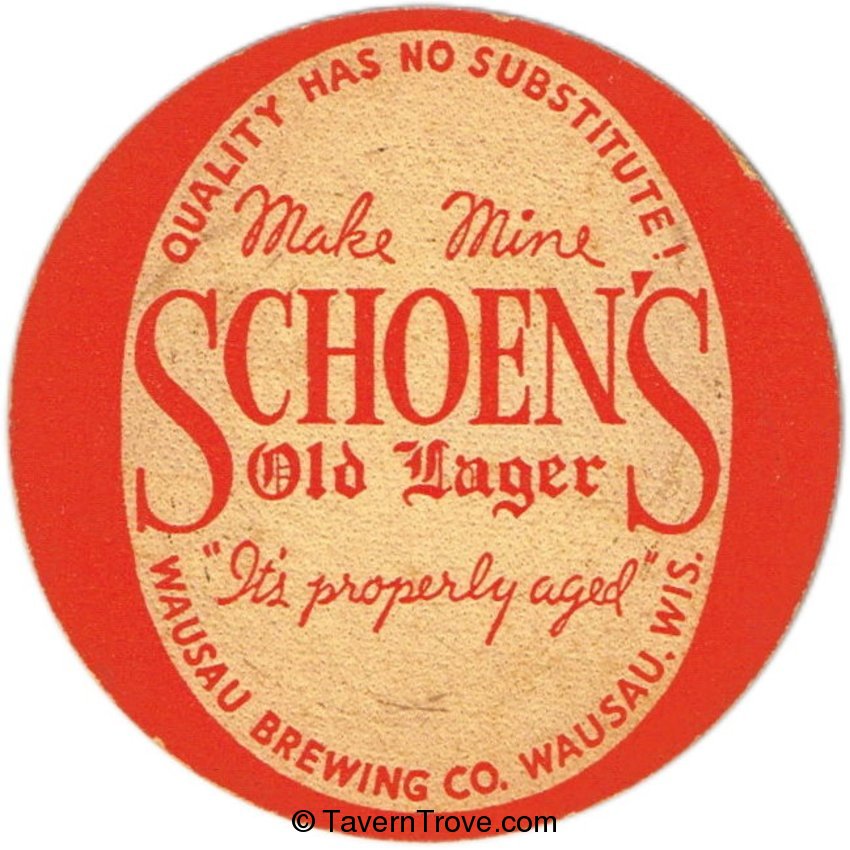 QUALITY HAS NO SUBSTITUTE!
Make Mine
SCHOEN'S
Old Lager
"It's properly aged"
WAUSAU BREWING CO. WAUSAU, WIS.
© TavernTrove.com